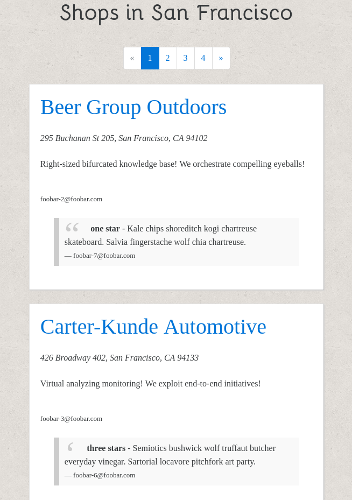 Shops in San Francisco
« 1 2 3 4 »
Beer Group Outdoors
295 Buchanan St 205, San Francisco, CA 94102
Right-sized bifurcated knowledge base! We orchestrate compelling eyeballs!
foobar-2@foobar.com
“ one star - Kale chips shoreditch kogi chartreuse
skateboard. Salvia fingerstache wolf chia chartreuse.
— foobar-7@foobar.com
Carter-Kunde Automotive
426 Broadway 402, San Francisco, CA 94133
Virtual analyzing monitoring! We exploit end-to-end initiatives!
foobar-3@foobar.com
“ three stars - Semiotics bushwick wolf truffaut butcher
everyday vinegar. Sartorial locavore pitchfork art party.
— foobar-6@foobar.com